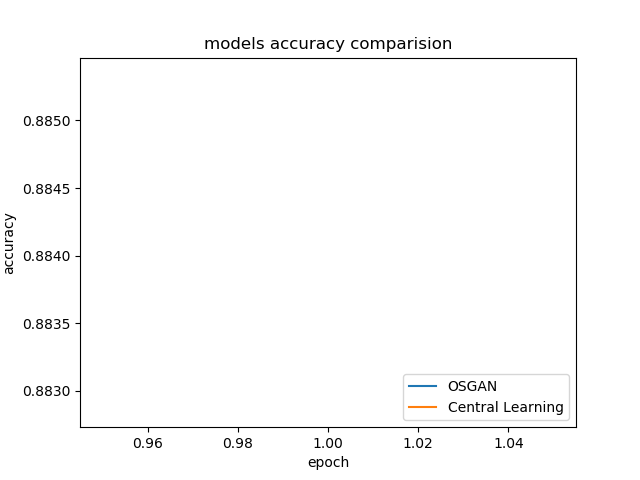 models accuracy comparision
0.8850
0.8845
0.8840
0.8835
0.8830
accuracy
OSGAN
Central Learning
0.96
0.98
1.00
1.02
1.04
epoch